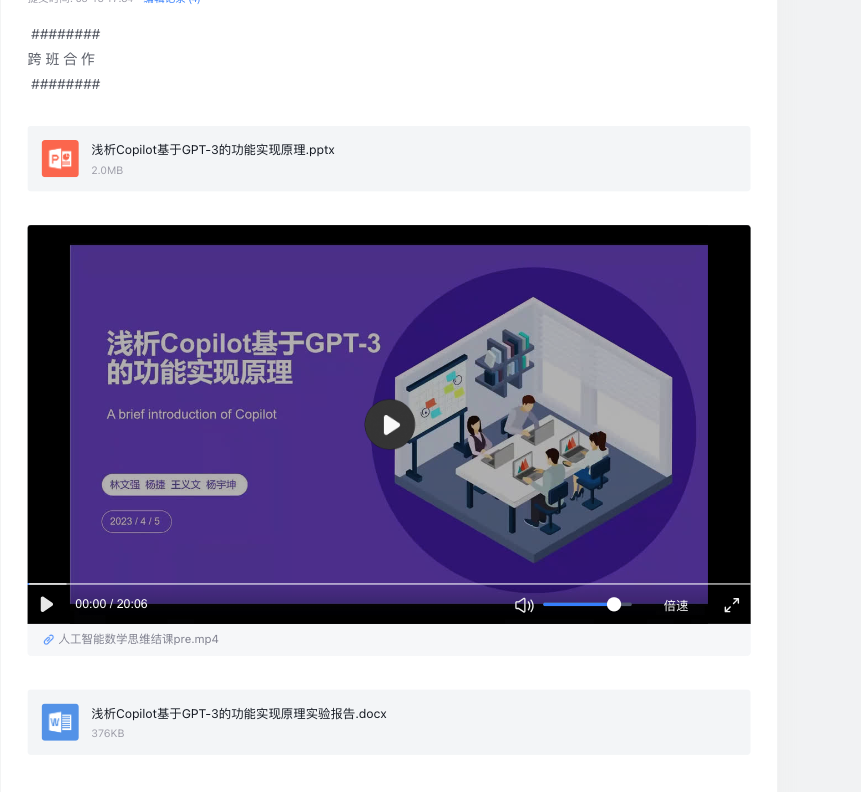 ########
跨 班 合 作
########
浅析Copilot基于GPT-3的功能实现原理.pptx
2.0MB
浅析Copilot基于GPT-3
的功能实现原理
A brief introduction of Copilot
林文强 杨捷 王义文 杨宇坤
2023 / 4 / 5
00:00 / 20:06
倍速
人工智能数学思维结课pre.mp4
浅析Copilot基于GPT-3的功能实现原理实验报告.docx
376KB